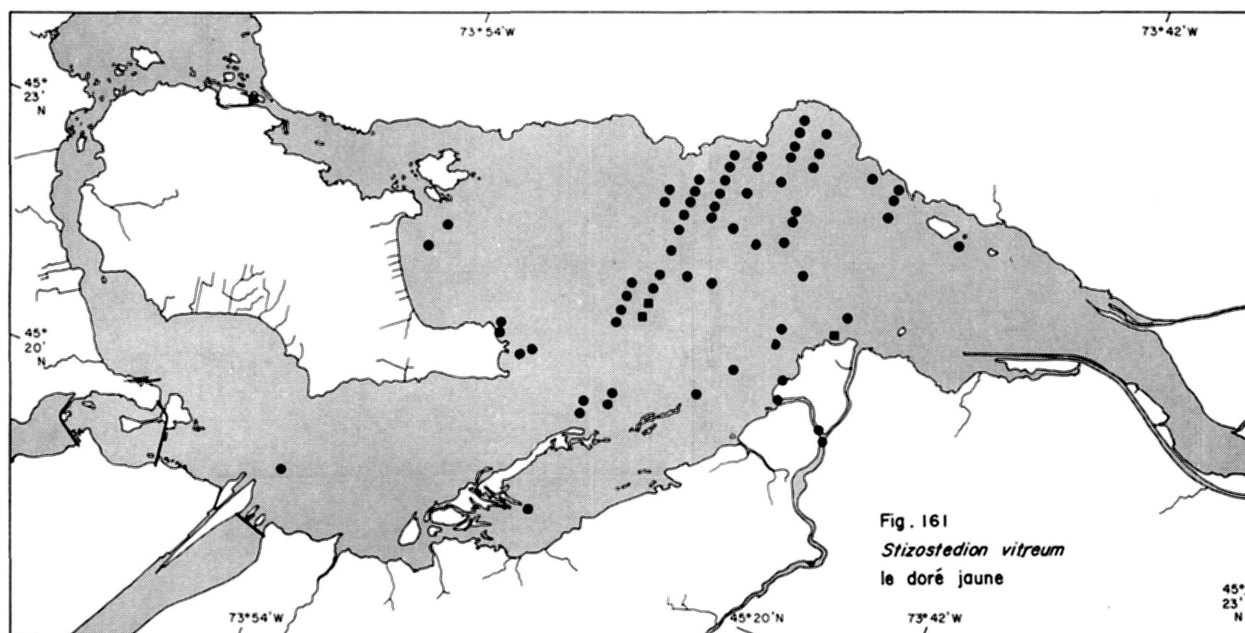 73°54'W
73°42'W
45°
23'
N
45°
20'
N
Fig. 161
Stizostedion vitreum
le doré jaune
45°
23'
N
73°54'W
45°20'N
73°42'W